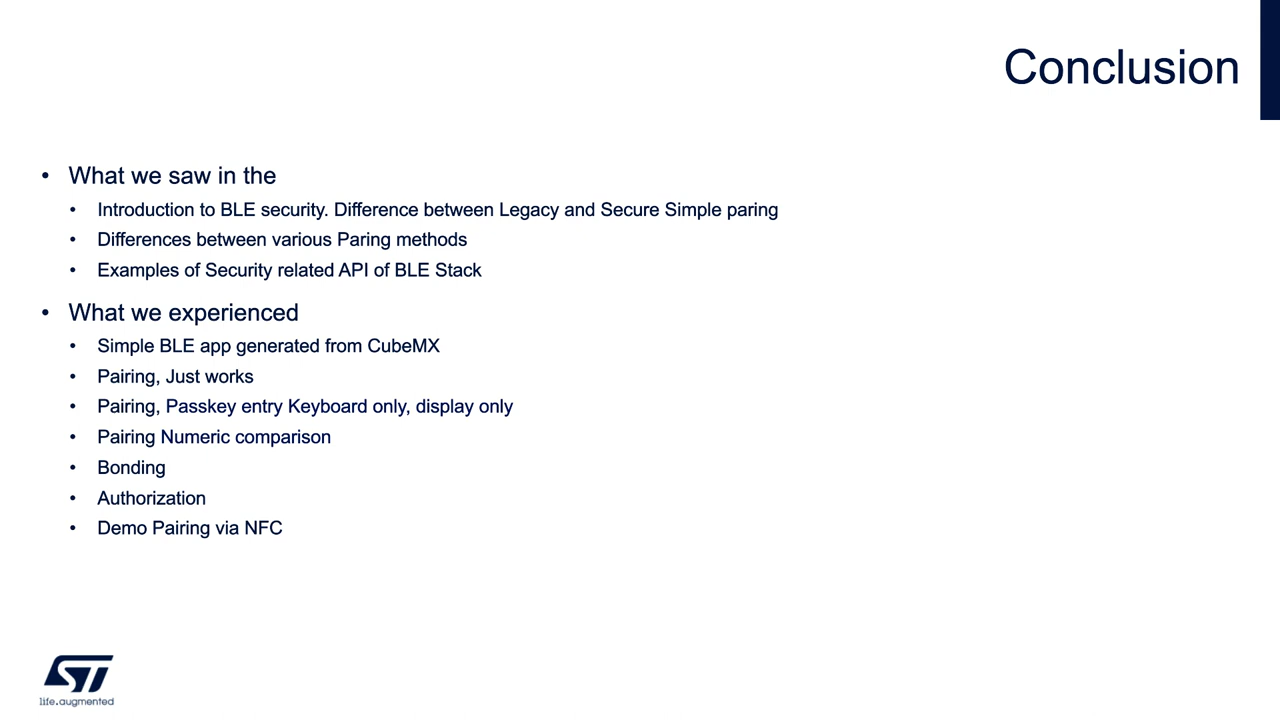 Conclusion
• What we saw in the
• Introduction to BLE security. Difference between Legacy and Secure Simple paring
• Differences between various Paring methods
• Examples of Security related API of BLE Stack
• What we experienced
• Simple BLE app generated from CubeMX
• Pairing, Just works
• Pairing, Passkey entry Keyboard only, display only
• Pairing Numeric comparison
• Bonding
• Authorization
• Demo Pairing via NFC
ST
life.augmented